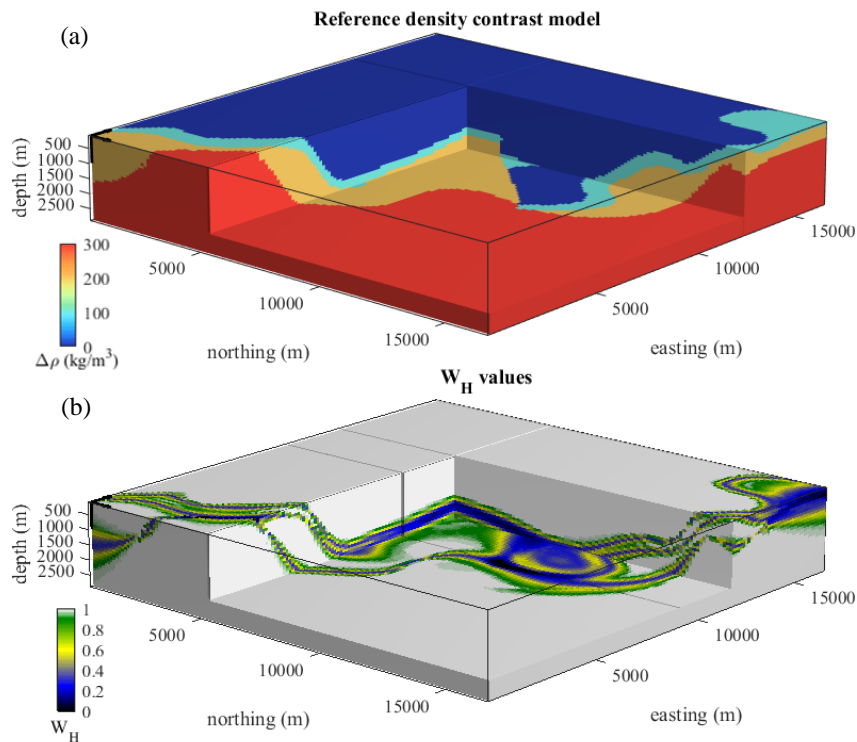 Reference density contrast model
(a)
500
1000
1500
2000
2500
depth (m)
300
200
100
0
Δρ (kg/m³)
5000
10000
15000
northing (m)
5000
10000
15000
easting (m)
W_H values
(b)
500
1000
1500
2000
2500
depth (m)
1
0.8
0.6
0.4
0.2
0
W_H
5000
10000
15000
northing (m)
5000
10000
15000
easting (m)